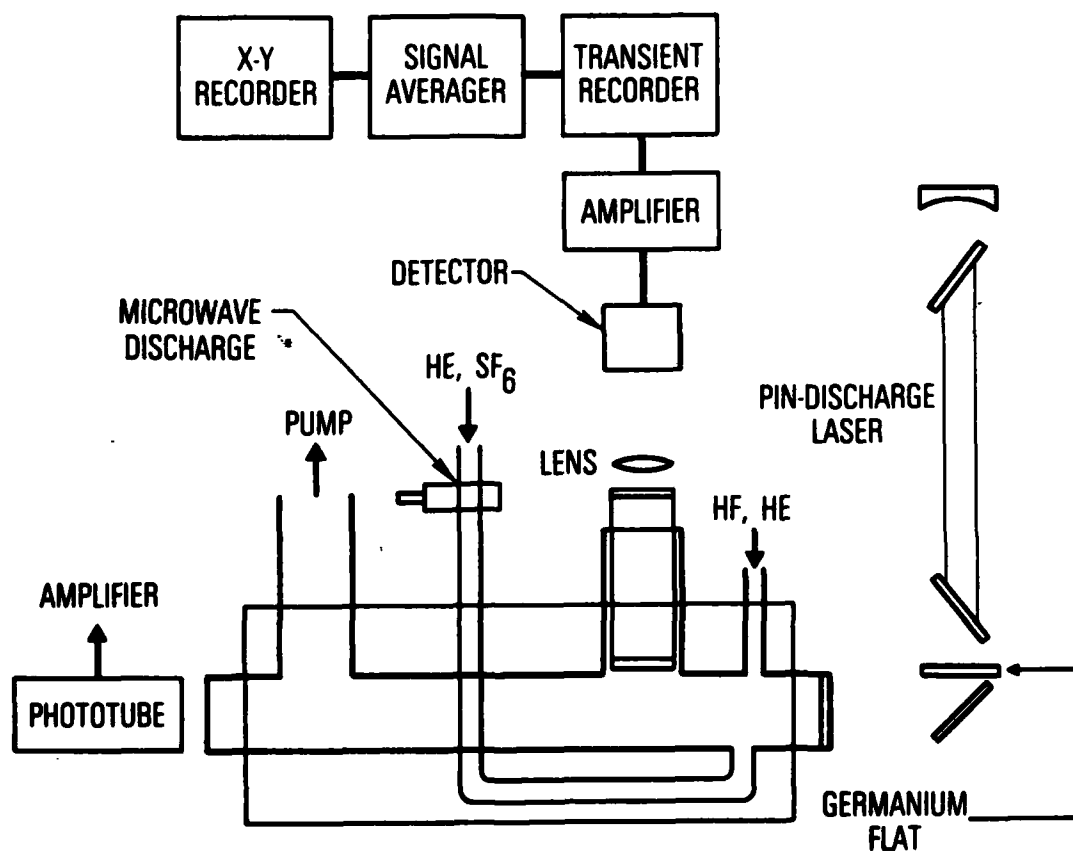 X-Y
RECORDER
SIGNAL
AVERAGER
TRANSIENT
RECORDER
AMPLIFIER
DETECTOR
MICROWAVE
DISCHARGE
HE, SF6
PUMP
LENS
PIN-DISCHARGE
LASER
HF, HE
AMPLIFIER
PHOTOTUBE
GERMANIUM
FLAT